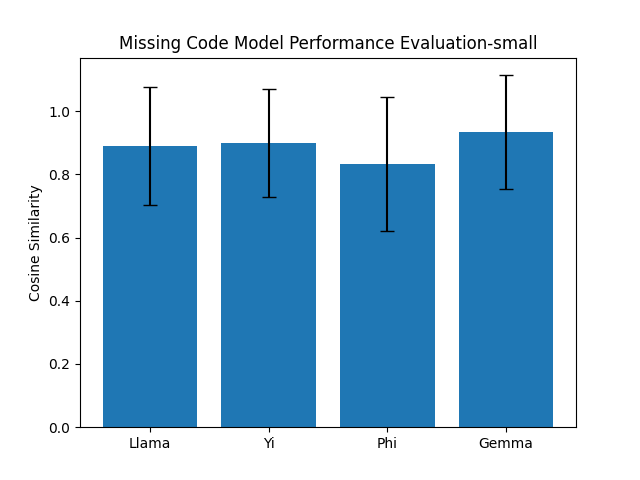 Missing Code Model Performance Evaluation-small
Cosine Similarity
1.0
0.8
0.6
0.4
0.2
0.0
Llama
Yi
Phi
Gemma